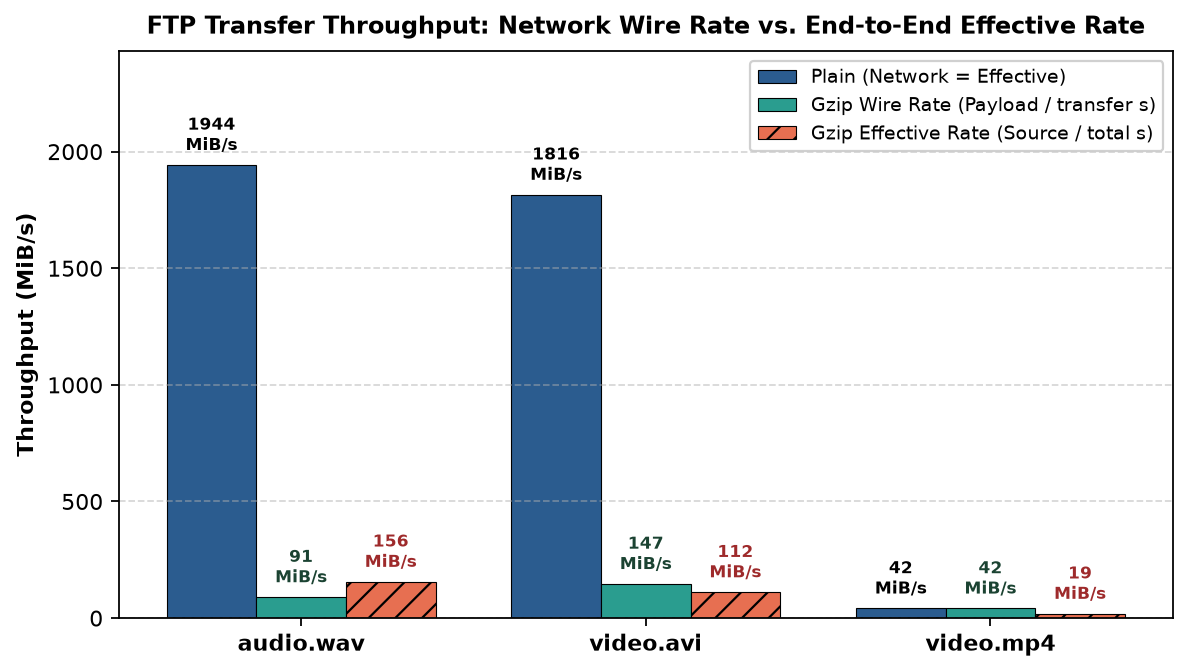 FTP Transfer Throughput: Network Wire Rate vs. End-to-End Effective Rate
Plain (Network = Effective)
Gzip Wire Rate (Payload / transfer s)
Gzip Effective Rate (Source / total s)
Throughput (MiB/s)
2000
1500
1000
500
0
1944
MiB/s
91
MiB/s
156
MiB/s
1816
MiB/s
147
MiB/s
112
MiB/s
42
MiB/s
42
MiB/s
19
MiB/s
audio.wav
video.avi
video.mp4